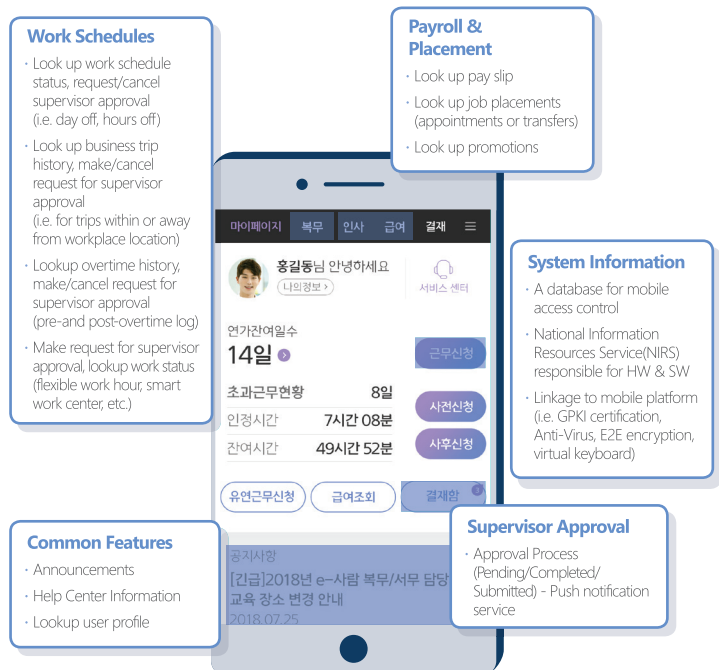 Work Schedules
· Look up work schedule
status, request/cancel
supervisor approval
(i.e. day off, hours off)
· Look up business trip
history, make/cancel
request for supervisor
approval
(i.e. for trips within or away
from workplace location)
· Lookup overtime history,
make/cancel request for
supervisor approval
(pre-and post-overtime log)
· Make request for supervisor
approval, lookup work status
(flexible work hour, smart
work center, etc.)
Payroll &
Placement
· Look up pay slip
· Look up job placements
(appointments or transfers)
· Look up promotions
마이페이지 복무 인사 급여 결재
홍길동님 안녕하세요
나의정보 >
서비스 센터
연가잔여일수
14일
근무신청
초과근무현황 8일
사전신청
인정시간 7시간 08분
사후신청
잔여시간 49시간 52분
유연근무신청 급여조회 결재함
공지사항
[긴급]2018년 e-사람 복무/서무 담당
교육 장소 변경 안내
2018.07.25
System Information
· A database for mobile
access control
· National Information
Resources Service(NIRS)
responsible for HW & SW
· Linkage to mobile platform
(i.e. GPKI certification,
Anti-Virus, E2E encryption,
virtual keyboard)
Common Features
· Announcements
· Help Center Information
· Lookup user profile
Supervisor Approval
· Approval Process
(Pending/Completed/
Submitted) - Push notification
service